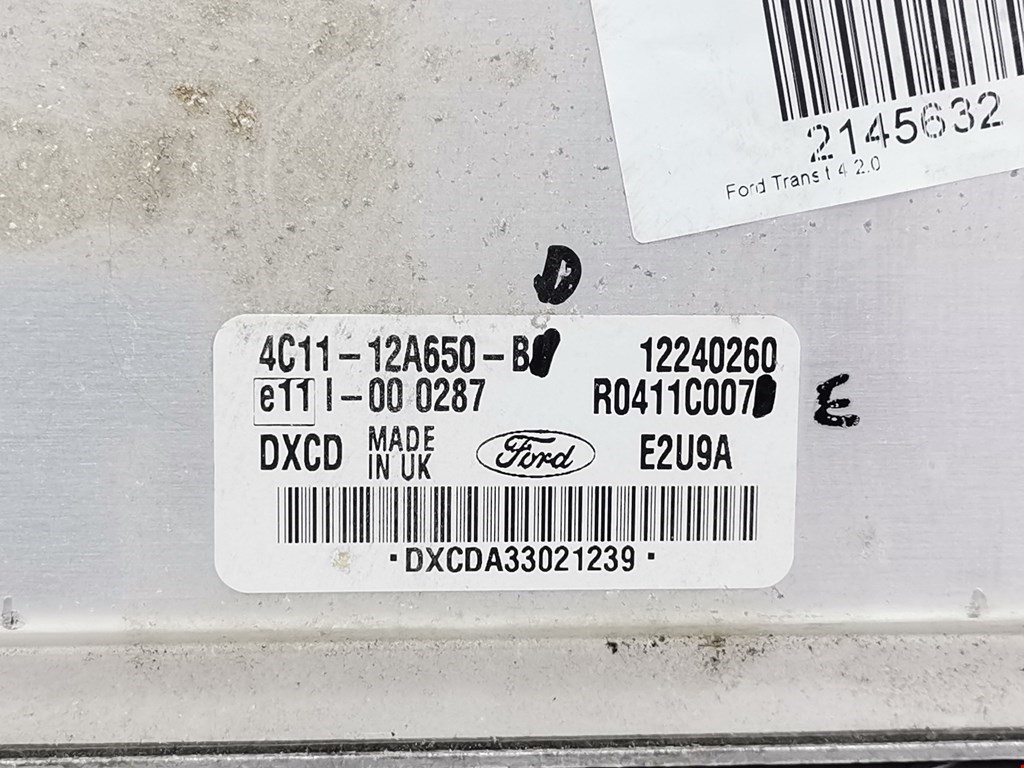 2145632
Ford Transit 4 2.0
D
4C11-12A650-B
12240260
e11 I-00 0287
R0411C007
E
DXCD
MADE
IN UK
Ford
E2U9A
·DXCDA33021239·